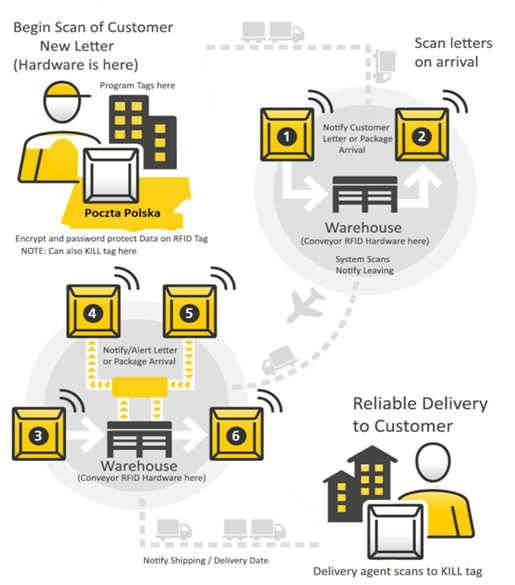 Begin Scan of Customer
New Letter
(Hardware is here)
Program Tags here
Poczta Polska
Encrypt and password protect Data on RFID Tag
NOTE: Can also KILL tag here
Scan letters
on arrival
1
Notify Customer
Letter or Package
Arrival
2
Warehouse
(Conveyor RFID Hardware here)
System Scans
Notify Leaving
4
5
Notify/Alert Letter
or Package Arrival
3
6
Warehouse
(Conveyor RFID Hardware here)
Notify Shipping / Delivery Date
Reliable Delivery
to Customer
Delivery agent scans to KILL tag